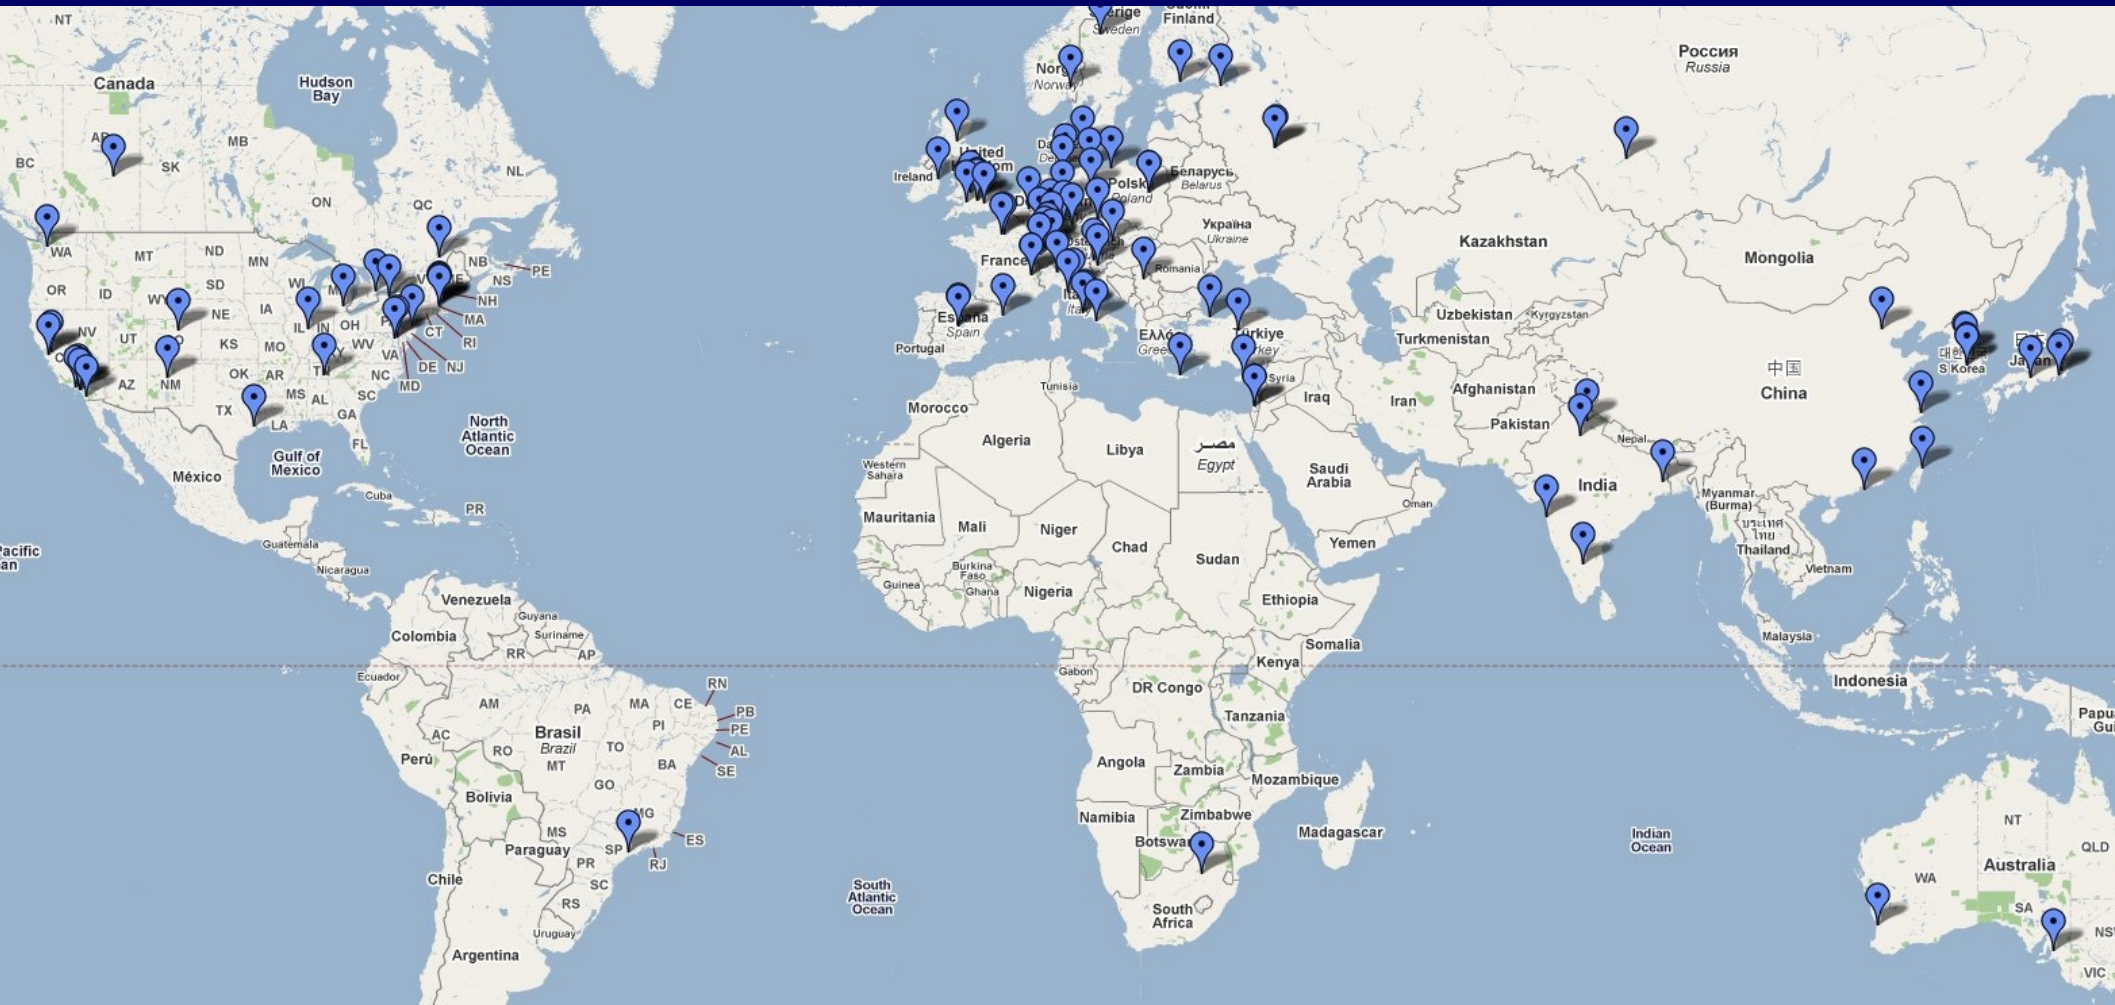 NT
Canada
Hudson
Bay
MB
BC
SK
NL
ON
QC
WA
MT
ND
MN
NB
PE
NS
OR
ID
SD
WI
NH
WY
NE
IA
MA
NV
UT
IL
IN
OH
CT
RI
KS
MO
WV
VA
DE
NJ
MD
AZ
NM
OK
AR
NC
TX
MS
AL
SC
GA
LA
FL
North
Atlantic
Ocean
Gulf of
Mexico
México
Cuba
PR
Guatemala
Nicaragua
Venezuela
Guyana
Suriname
Colombia
RR
AP
Ecuador
AM
PA
MA
CE
RN
PB
PE
AL
SE
PI
Brasil
Brazil
MT
AC
RO
TO
BA
Perú
GO
Bolivia
MG
MS
ES
Paraguay
SP
RJ
PR
Chile
SC
RS
Uruguay
Argentina
South
Atlantic
Ocean
Sweden
Finland
Norway
Россия
Russia
United
Ireland
Polska
Poland
Беларусь
Belarus
Україна
Ukraine
France
Romania
España
Spain
Portugal
Türkiye
Syria
Iraq
Iran
Kazakhstan
Mongolia
Uzbekistan
Kyrgyzstan
Turkmenistan
Afghanistan
Pakistan
Nepal
中国
China
S Korea
Japan
India
Myanmar
(Burma)
ประเทศ
ไทย
Thailand
Vietnam
Malaysia
Indonesia
Tunisia
Morocco
Algeria
Libya
مصر
Egypt
Western
Sahara
Saudi
Arabia
Oman
Yemen
Mauritania
Mali
Niger
Chad
Sudan
Burkina
Faso
Guinea
Ghana
Nigeria
Ethiopia
Somalia
Gabon
Kenya
DR Congo
Tanzania
Angola
Zambia
Mozambique
Namibia
Zimbabwe
Madagascar
South
Africa
Indian
Ocean
NT
QLD
Australia
WA
SA
VIC